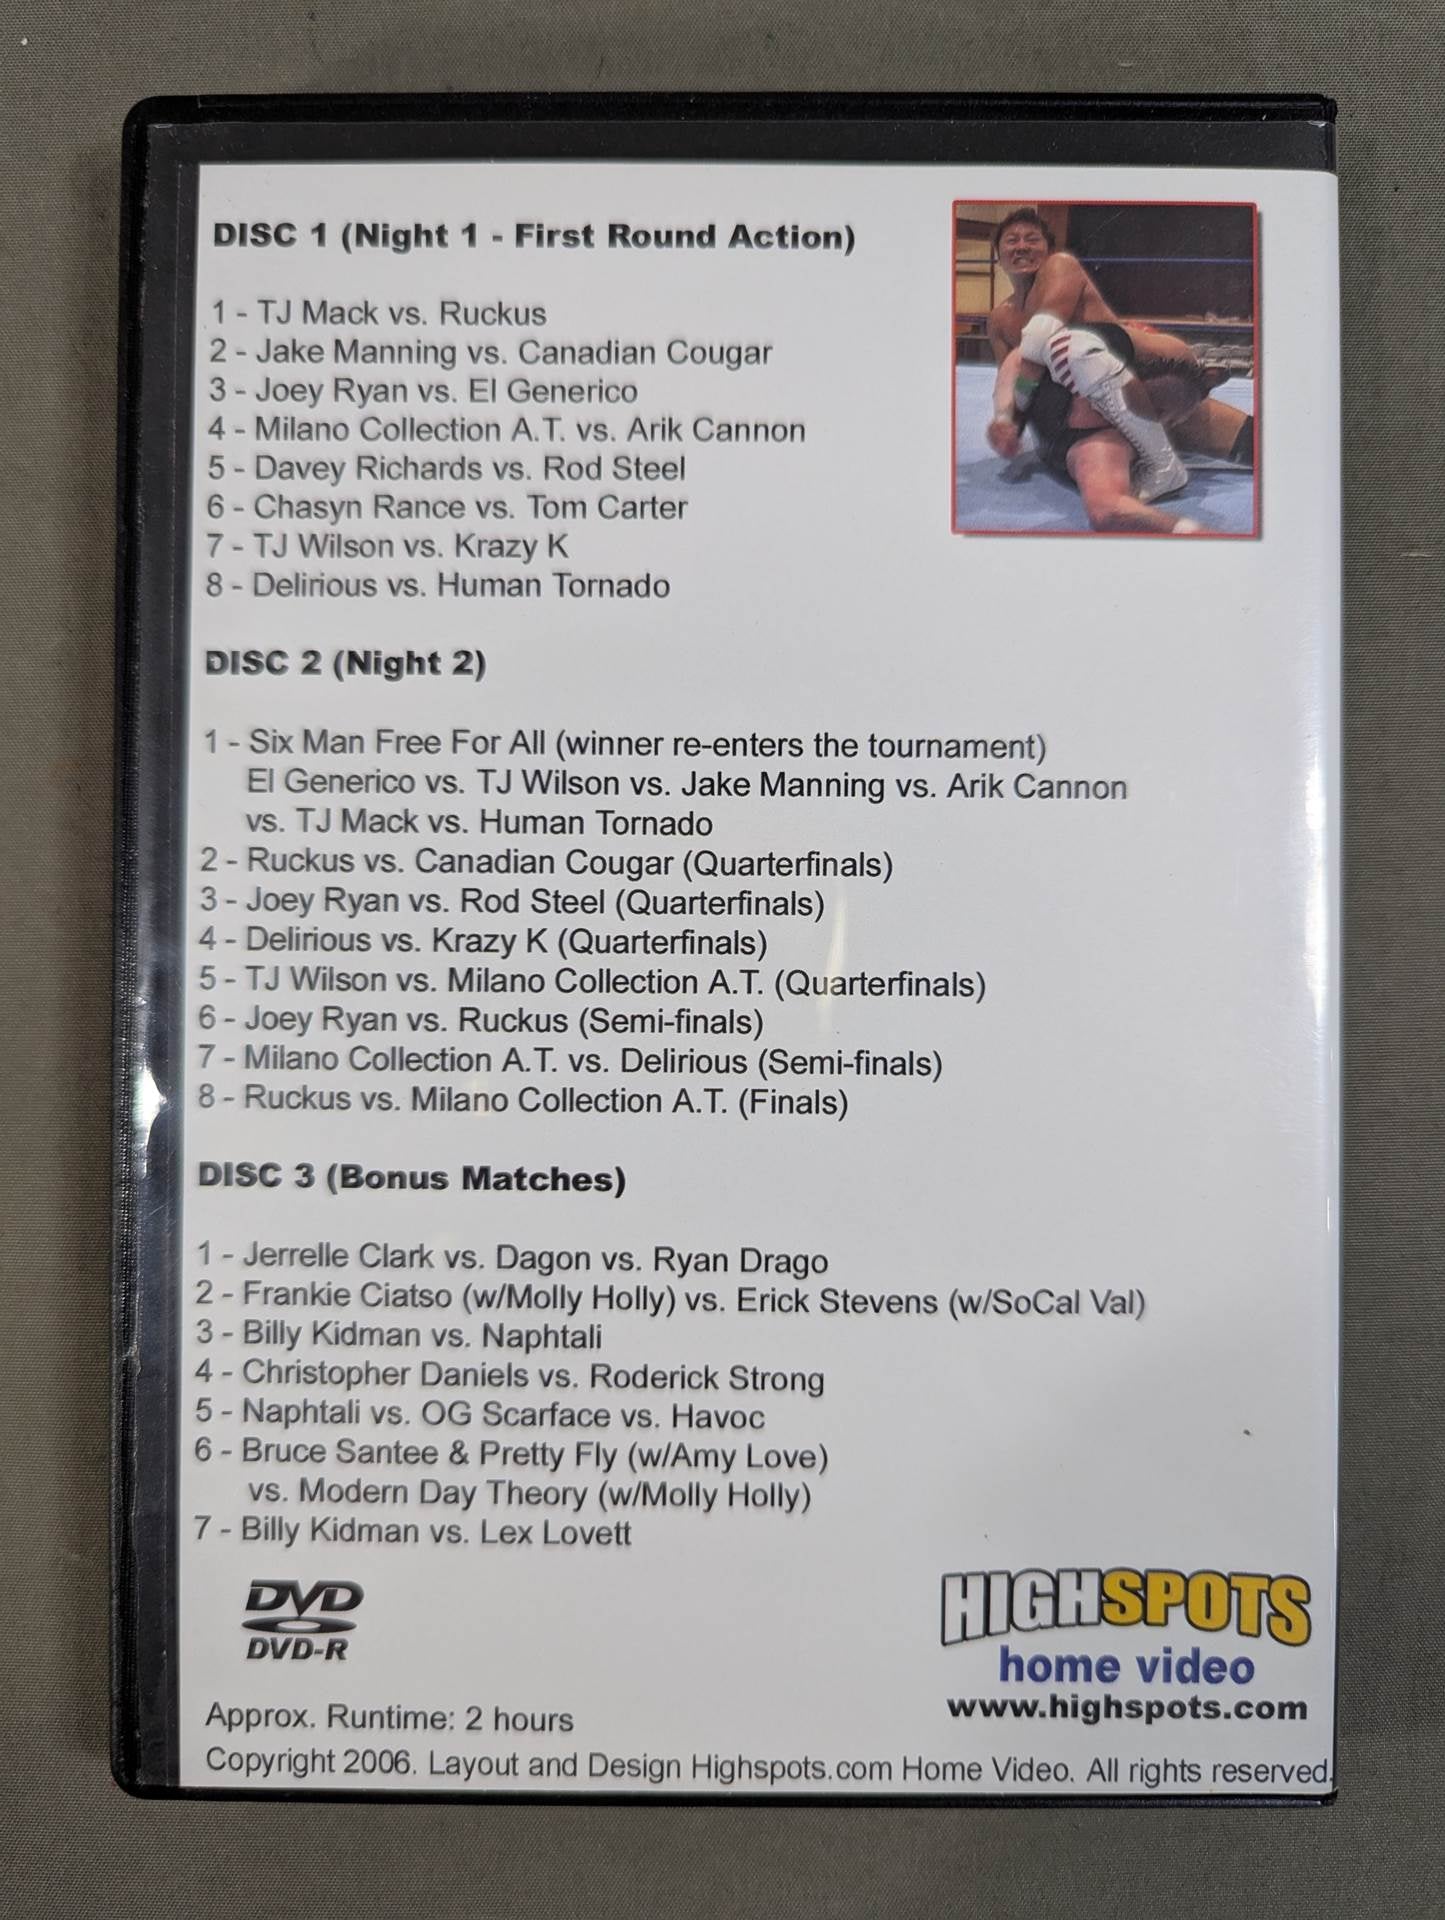 DISC 1 (Night 1 - First Round Action)
1 - TJ Mack vs. Ruckus
2 - Jake Manning vs. Canadian Cougar
3 - Joey Ryan vs. El Generico
4 - Milano Collection A.T. vs. Arik Cannon
5 - Davey Richards vs. Rod Steel
6 - Chasyn Rance vs. Tom Carter
7 - TJ Wilson vs. Krazy K
8 - Delirious vs. Human Tornado
DISC 2 (Night 2)
1 - Six Man Free For All (winner re-enters the tournament)
El Generico vs. TJ Wilson vs. Jake Manning vs. Arik Cannon
vs. TJ Mack vs. Human Tornado
2 - Ruckus vs. Canadian Cougar (Quarterfinals)
3 - Joey Ryan vs. Rod Steel (Quarterfinals)
4 - Delirious vs. Krazy K (Quarterfinals)
5 - TJ Wilson vs. Milano Collection A.T. (Quarterfinals)
6 - Joey Ryan vs. Ruckus (Semi-finals)
7 - Milano Collection A.T. vs. Delirious (Semi-finals)
8 - Ruckus vs. Milano Collection A.T. (Finals)
DISC 3 (Bonus Matches)
1 - Jerrelle Clark vs. Dagon vs. Ryan Drago
2 - Frankie Ciatso (w/Molly Holly) vs. Erick Stevens (w/SoCal Val)
3 - Billy Kidman vs. Naphtali
4 - Christopher Daniels vs. Roderick Strong
5 - Naphtali vs. OG Scarface vs. Havoc
6 - Bruce Santee & Pretty Fly (w/Amy Love)
vs. Modern Day Theory (w/Molly Holly)
7 - Billy Kidman vs. Lex Lovett
DVD
DVD-R
HIGHSPOTS
home video
www.highspots.com
Approx. Runtime: 2 hours
Copyright 2006. Layout and Design Highspots.com Home Video. All rights reserved.